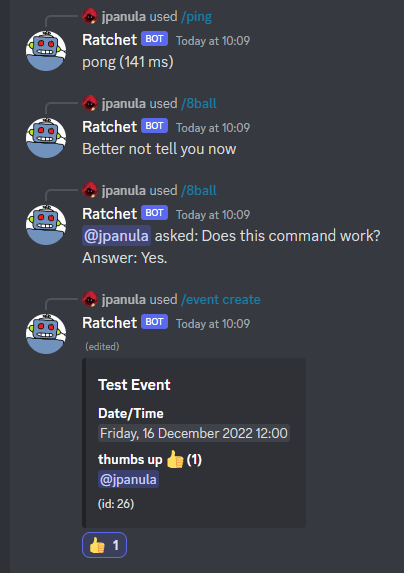 jpanula used /ping
Ratchet BOT Today at 10:09
pong (141 ms)
jpanula used /8ball
Ratchet BOT Today at 10:09
Better not tell you now
jpanula used /8ball
Ratchet BOT Today at 10:09
@jpanula asked: Does this command work?
Answer: Yes.
jpanula used /event create
Ratchet BOT Today at 10:09
(edited)
Test Event
Date/Time
Friday, 16 December 2022 12:00
thumbs up 👍 (1)
@jpanula
(id: 26)
👍 1